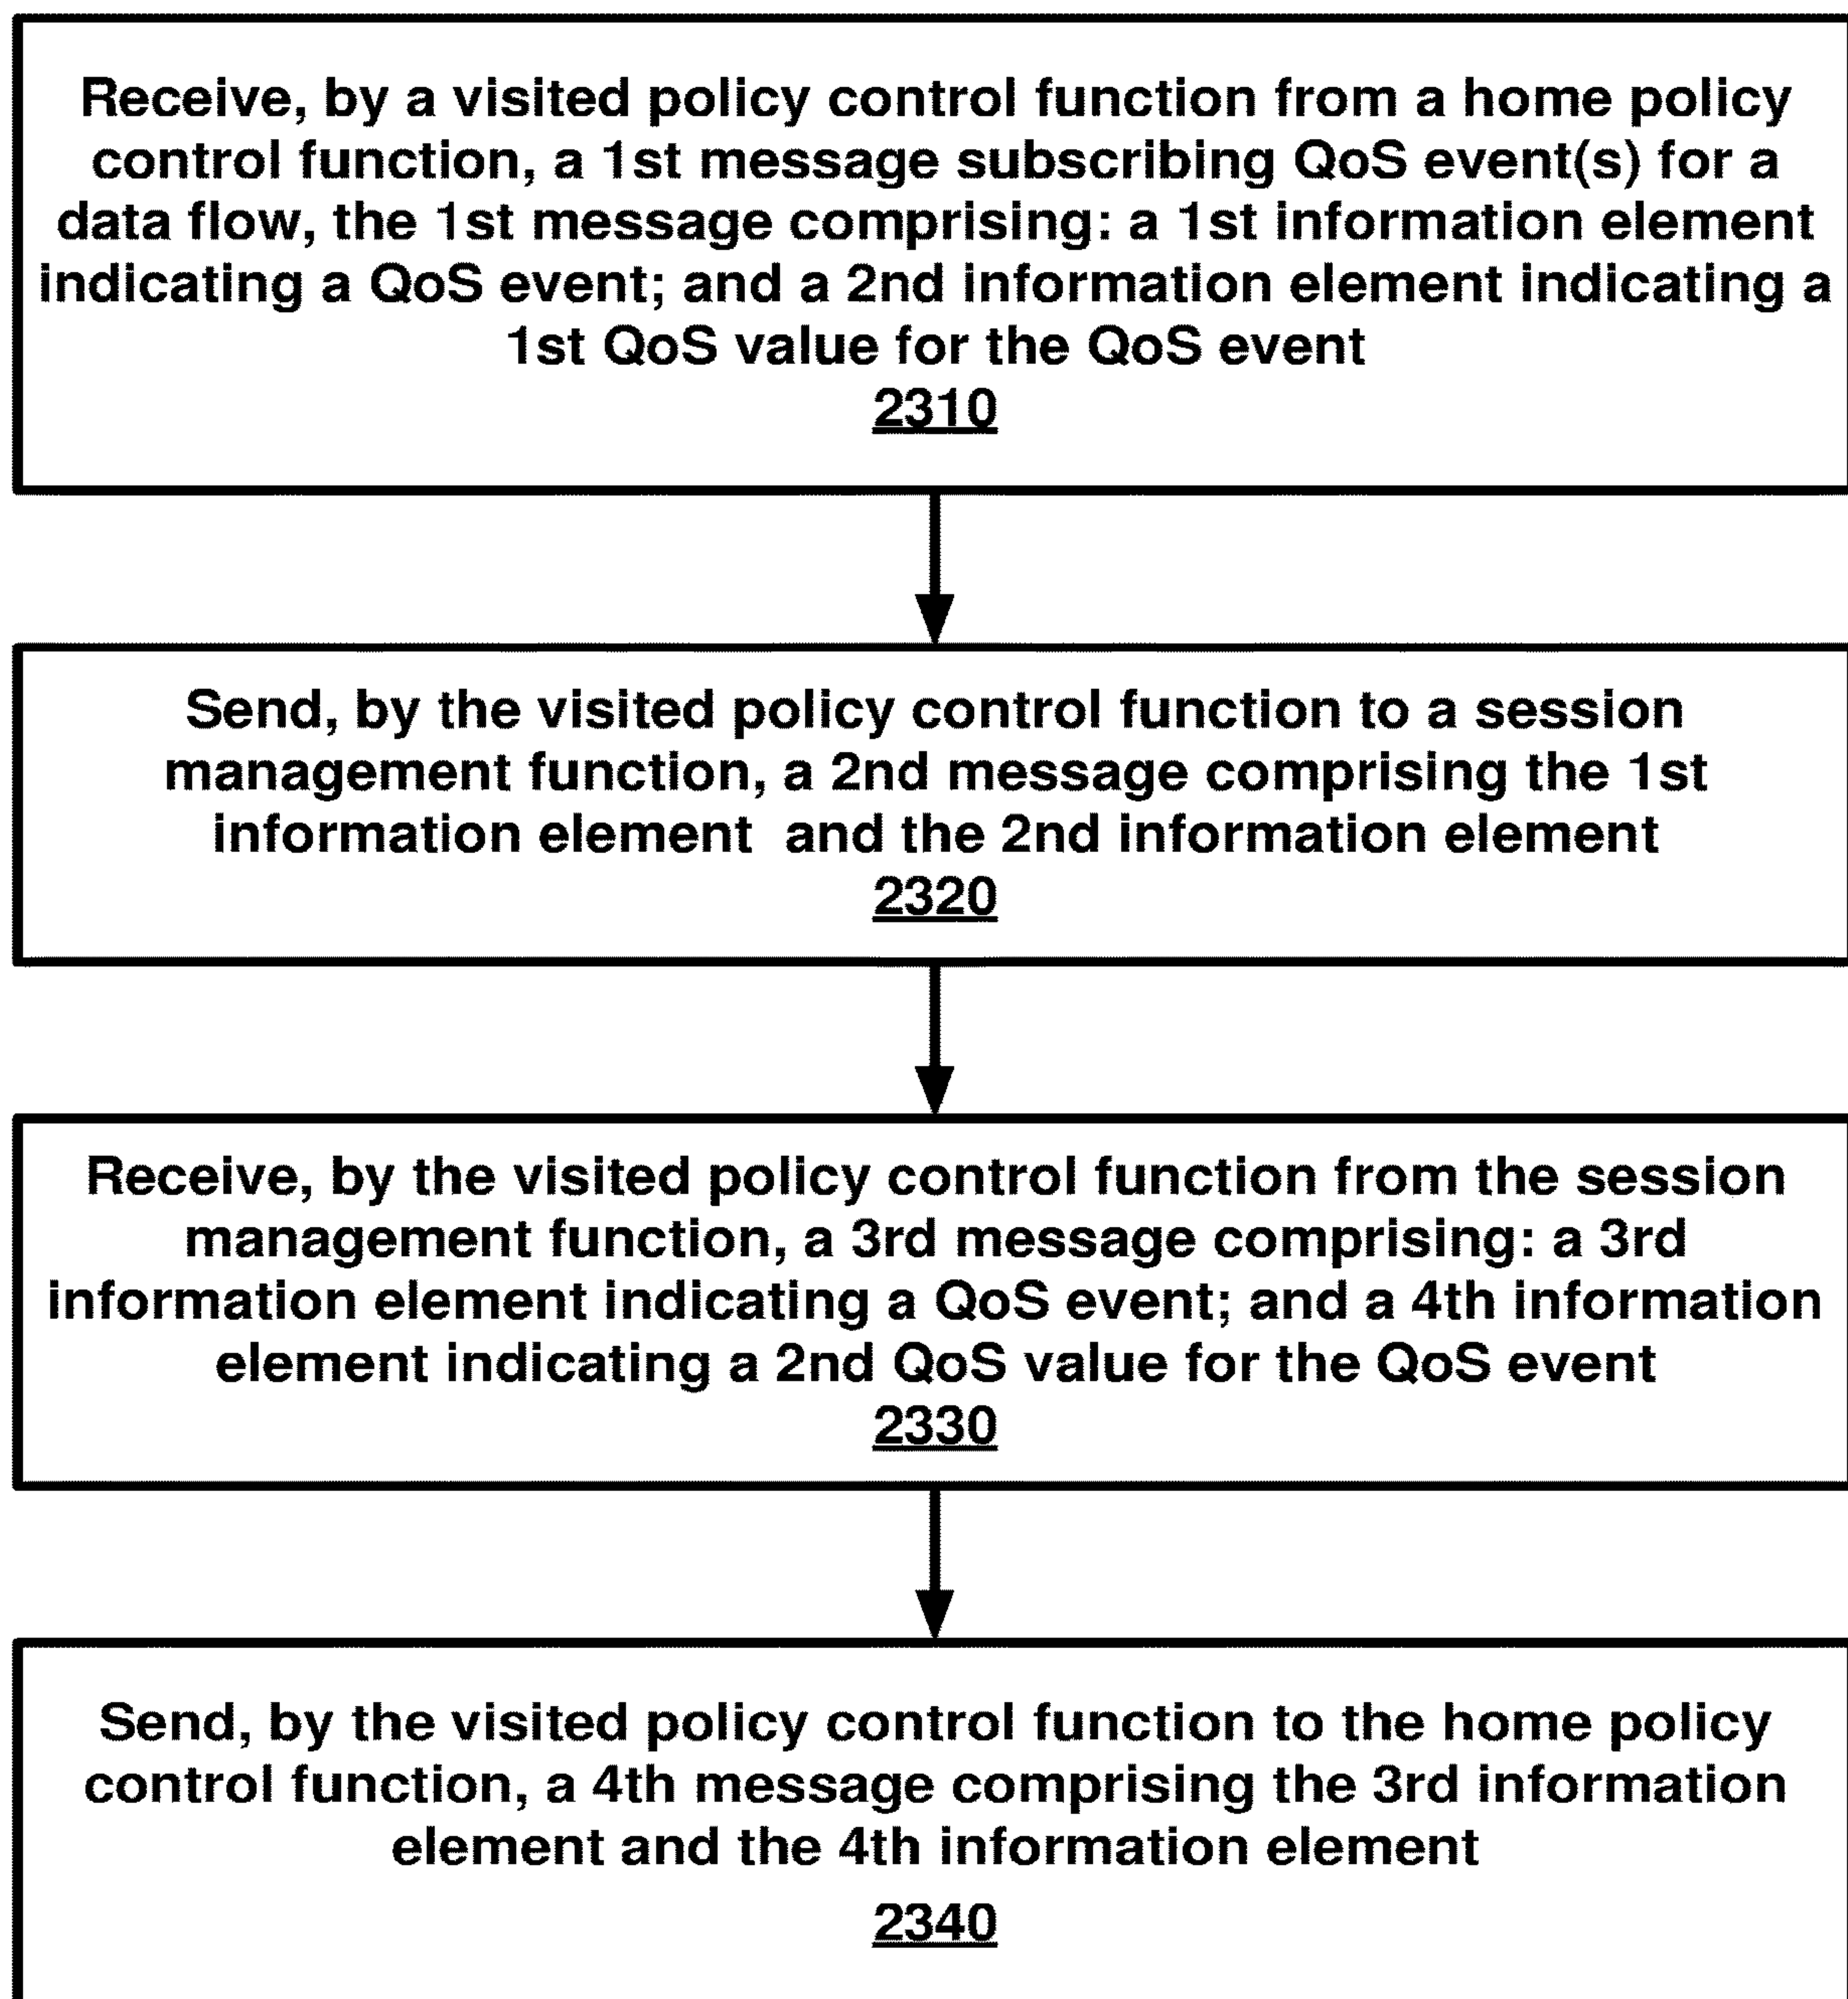 Receive, by a visited policy control function from a home policy
control function, a 1st message subscribing QoS event(s) for a
data flow, the 1st message comprising: a 1st information element
indicating a QoS event; and a 2nd information element indicating a
1st QoS value for the QoS event
2310
Send, by the visited policy control function to a session
management function, a 2nd message comprising the 1st
information element and the 2nd information element
2320
Receive, by the visited policy control function from the session
management function, a 3rd message comprising: a 3rd
information element indicating a QoS event; and a 4th information
element indicating a 2nd QoS value for the QoS event
2330
Send, by the visited policy control function to the home policy
control function, a 4th message comprising the 3rd information
element and the 4th information element
2340